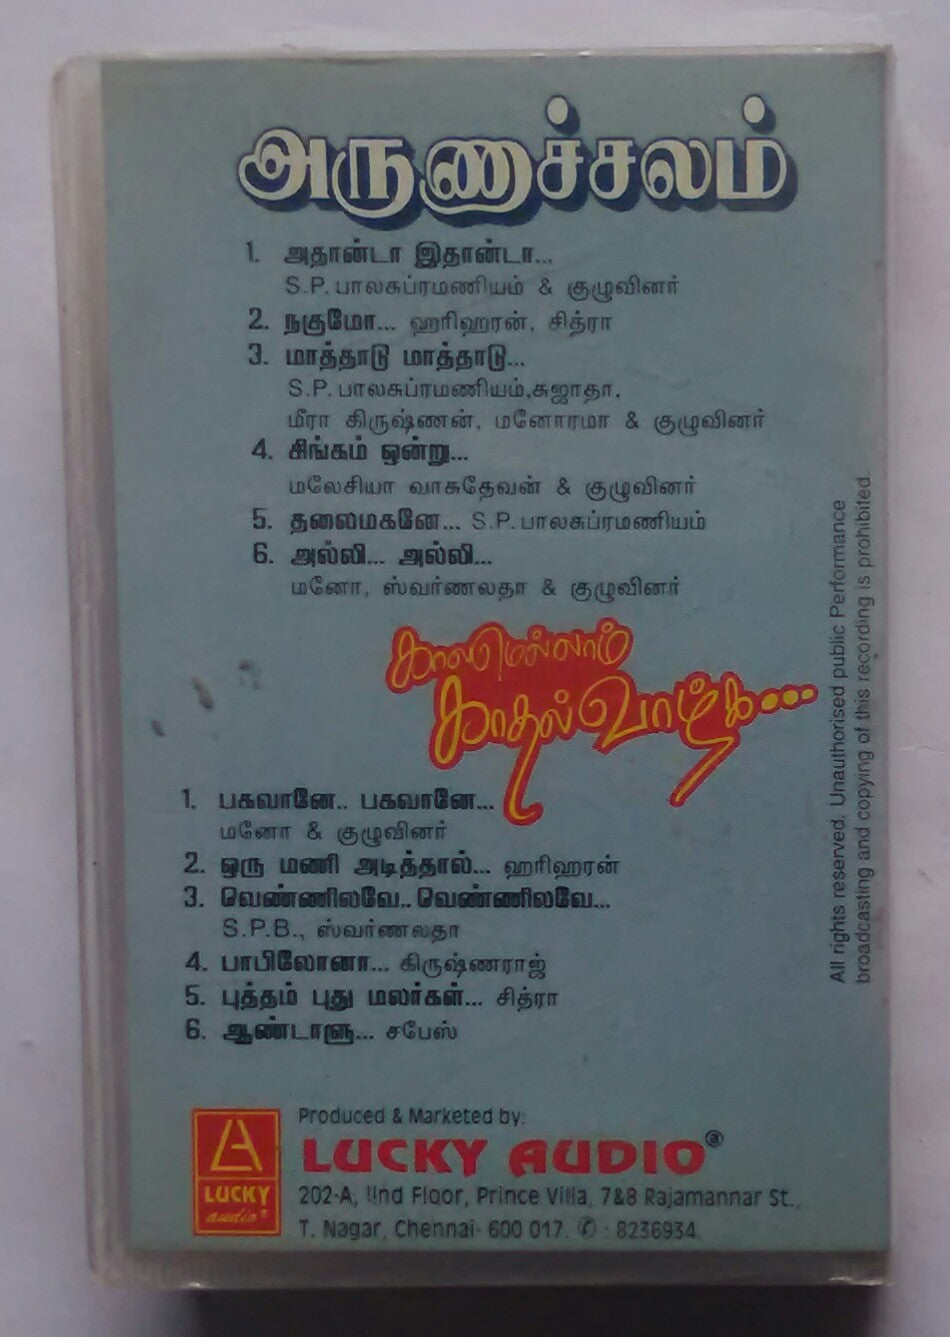 அருணாச்சலம்
1. அதான்டா இதான்டா...
S.P. பாலசுப்ரமணியம் & குழுவினர்
2. நகுமோ... ஹரிஹரன், சித்ரா
3. மாத்தாடு மாத்தாடு...
S.P. பாலசுப்ரமணியம்,சுஜாதா,
மீரா கிருஷ்ணன், மனோரமா & குழுவினர்
4. சிங்கம் ஒன்று...
மலேசியா வாசுதேவன் & குழுவினர்
5. தலைமகனே... S.P. பாலசுப்ரமணியம்
6. அல்லி... அல்லி...
மனோ, ஸ்வர்ணலதா & குழுவினர்
காலமெல்லாம்
காதல் வாழ்க...
1. பகவானே.. பகவானே...
மனோ & குழுவினர்
2. ஒரு மணி அடித்தால்... ஹரிஹரன்
3. வெண்ணிலவே.. வெண்ணிலவே...
S.P.B., ஸ்வர்ணலதா
4. பாபிலோனா... கிருஷ்ணராஜ்
5. புத்தம் புது மலர்கள்... சித்ரா
6. ஆண்டாளு... சபேஸ்
All rights reserved. Unauthorised public Performance
broadcasting and copying of this recording is prohibited.
Produced & Marketed by:
LUCKY AUDIO®
LUCKY
audio®
202-A, IInd Floor, Prince Villa, 7&8 Rajamannar St.,
T. Nagar, Chennai- 600 017. ✆ : 8236934.